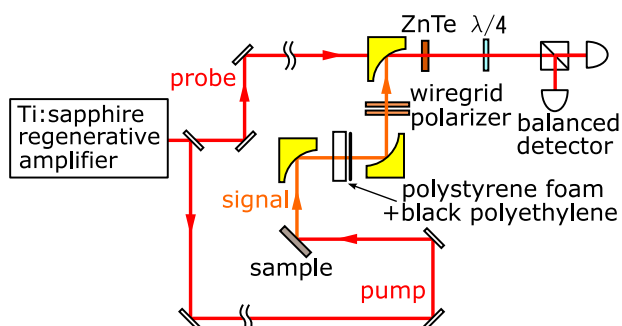 ZnTe
λ/4
probe
Ti:sapphire
regenerative
amplifier
wiregrid
polarizer
balanced
detector
signal
polystyrene foam
+black polyethylene
sample
pump